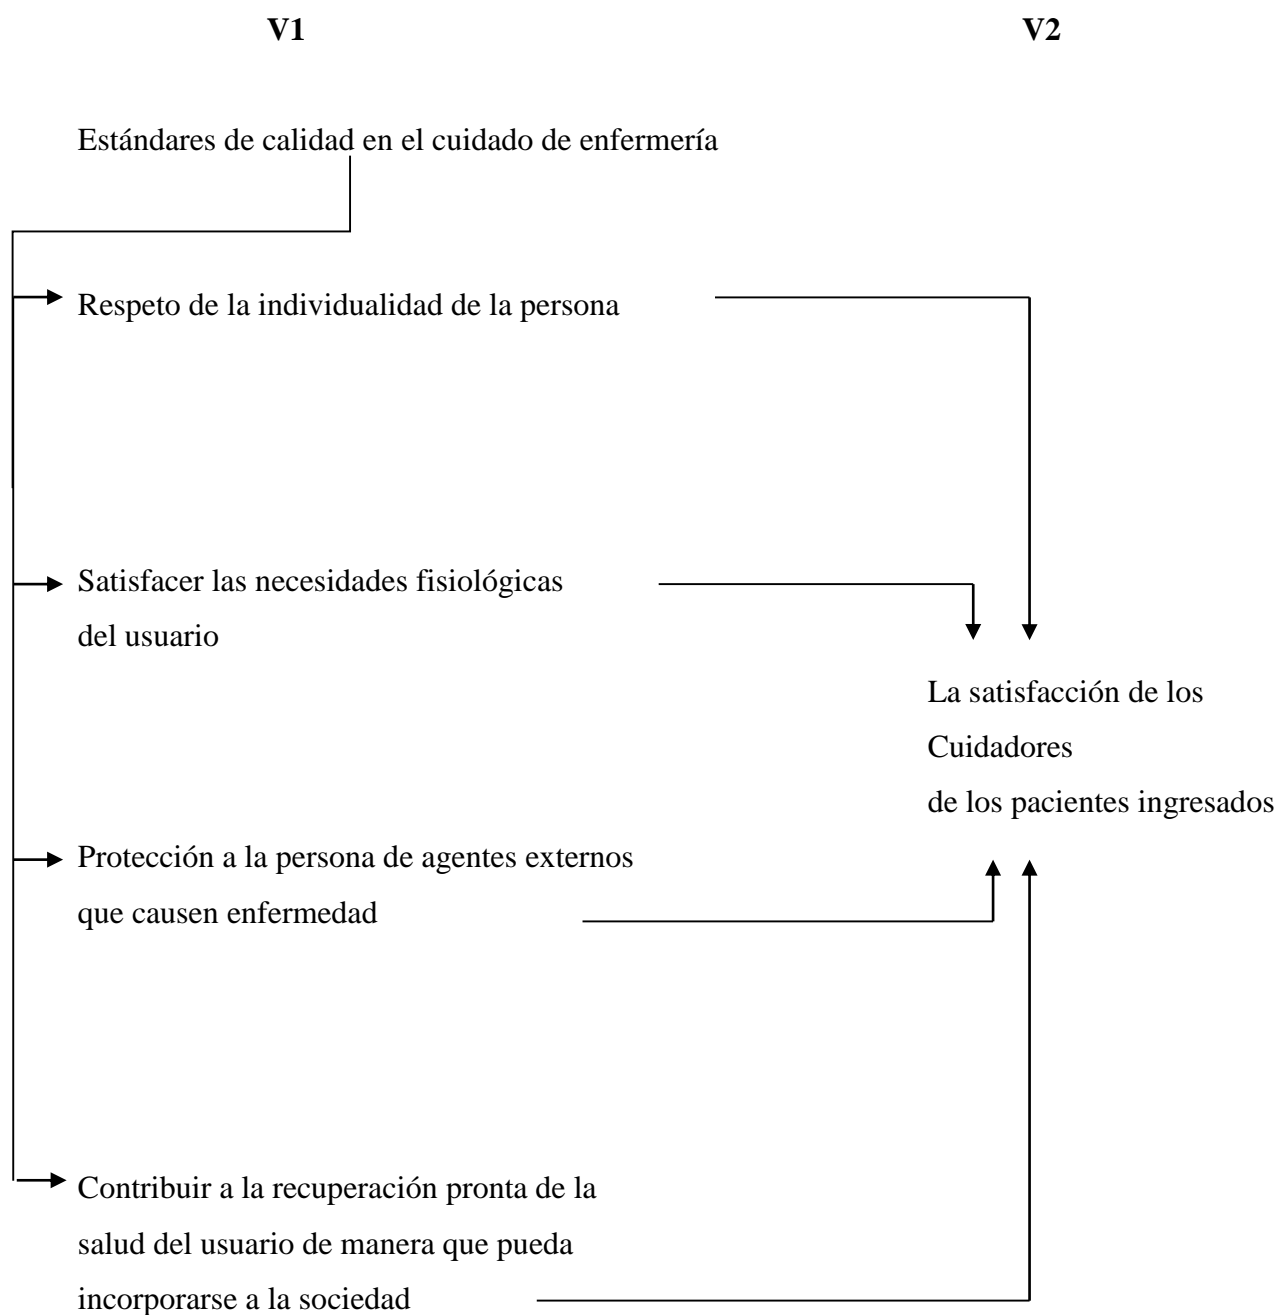 V1
V2
Estándares de calidad en el cuidado de enfermería
Respeto de la individualidad de la persona
Satisfacer las necesidades fisiológicas
del usuario
La satisfacción de los
Cuidadores
de los pacientes ingresados
Protección a la persona de agentes externos
que causen enfermedad
Contribuir a la recuperación pronta de la
salud del usuario de manera que pueda
incorporarse a la sociedad